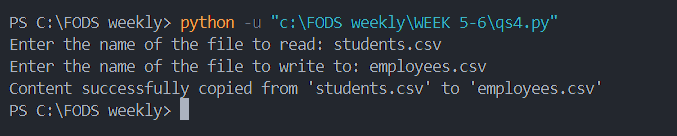 PS C:\FODS weekly> python -u "c:\FODS weekly\WEEK 5-6\qs4.py"
Enter the name of the file to read: students.csv
Enter the name of the file to write to: employees.csv
Content successfully copied from 'students.csv' to 'employees.csv'
PS C:\FODS weekly>